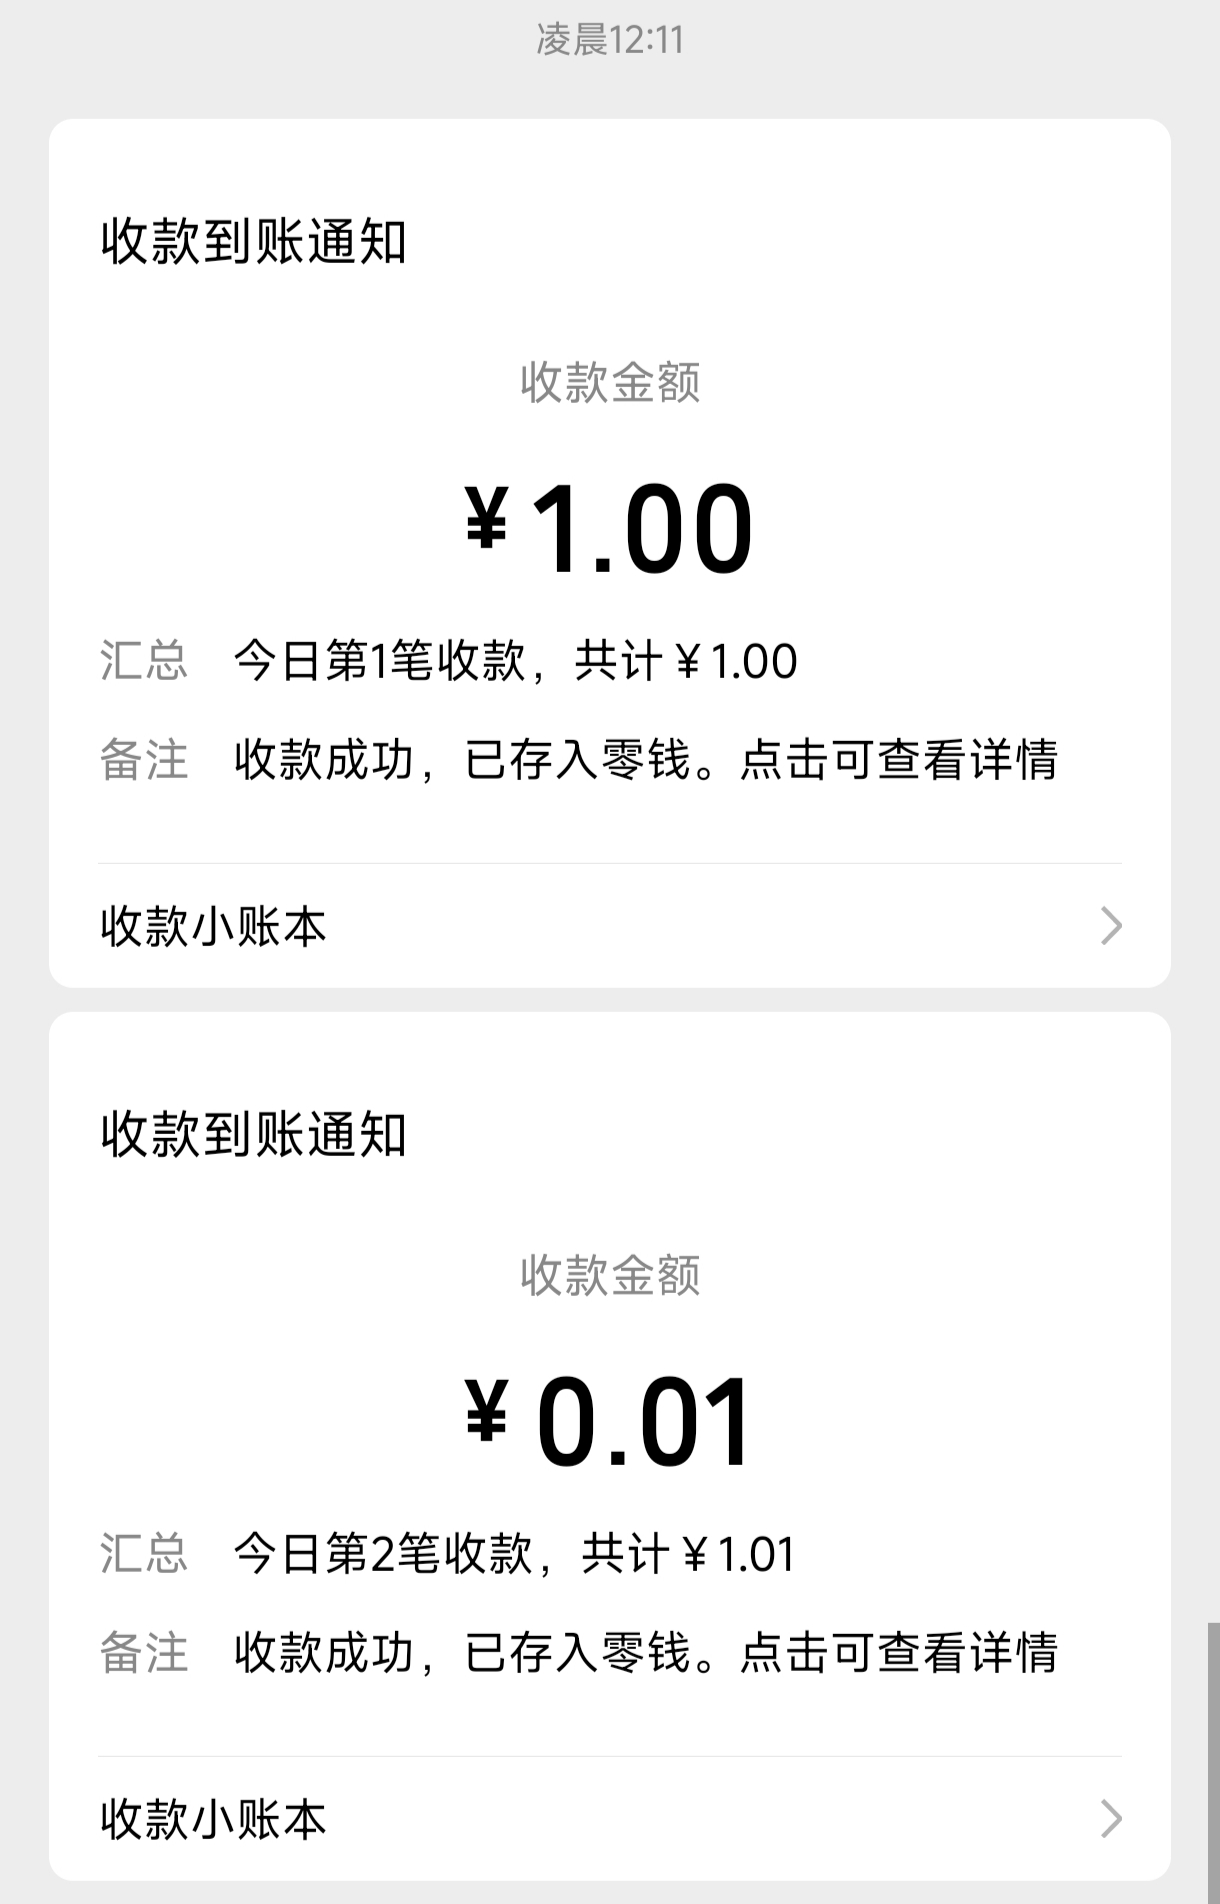 凌晨12:11
收款到账通知
收款金额
¥1.00
汇总 今日第1笔收款，共计¥1.00
备注 收款成功，已存入零钱。点击可查看详情
收款小账本
收款到账通知
收款金额
¥0.01
汇总 今日第2笔收款，共计¥1.01
备注 收款成功，已存入零钱。点击可查看详情
收款小账本